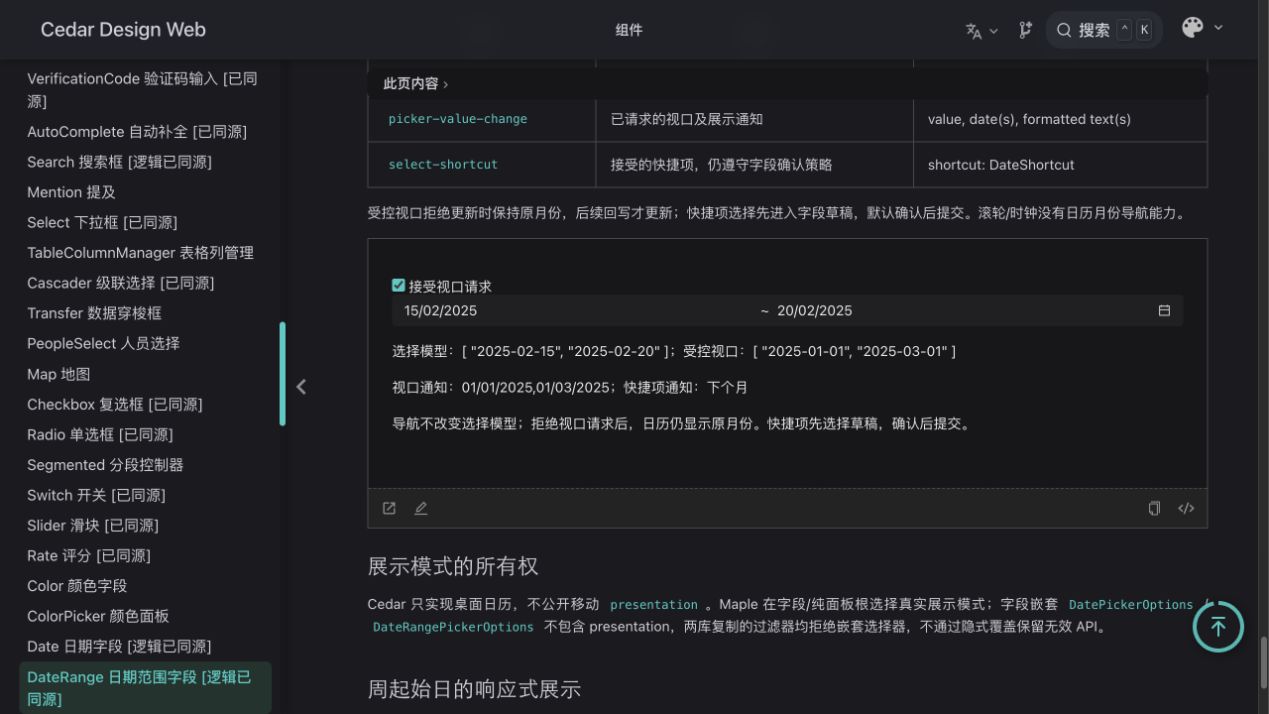 Cedar Design Web
组件
搜索 ^ K
VerificationCode 验证码输入 [已同
源]
AutoComplete 自动补全 [已同源]
Search 搜索框 [逻辑已同源]
Mention 提及
Select 下拉框 [已同源]
TableColumnManager 表格列管理
Cascader 级联选择 [已同源]
Transfer 数据穿梭框
PeopleSelect 人员选择
Map 地图
Checkbox 复选框 [已同源]
Radio 单选框 [已同源]
Segmented 分段控制器
Switch 开关 [已同源]
Slider 滑块 [已同源]
Rate 评分 [已同源]
Color 颜色字段
ColorPicker 颜色面板
Date 日期字段 [逻辑已同源]
DateRange 日期范围字段 [逻辑已
同源]
此页内容 ›
picker-value-change 已请求的视口及展示通知 value, date(s), formatted text(s)
select-shortcut 接受的快捷项，仍遵守字段确认策略 shortcut: DateShortcut
受控视口拒绝更新时保持原月份，后续回写才更新；快捷项选择先进入字段草稿，默认确认后提交。滚轮/时钟没有日历月份导航能力。
接受视口请求
15/02/2025 ~ 20/02/2025
选择模型：[ "2025-02-15", "2025-02-20" ]；受控视口：[ "2025-01-01", "2025-03-01" ]
视口通知：01/01/2025,01/03/2025；快捷项通知：下个月
导航不改变选择模型；拒绝视口请求后，日历仍显示原月份。快捷项先选择草稿，确认后提交。
展示模式的所有权
Cedar 只实现桌面日历，不公开移动 presentation 。Maple 在字段/纯面板根选择真实展示模式；字段嵌套 DatePickerOptions /
DateRangePickerOptions 不包含 presentation，两库复制的过滤器均拒绝嵌套选择器，不通过隐式覆盖保留无效 API。
周起始日的响应式展示